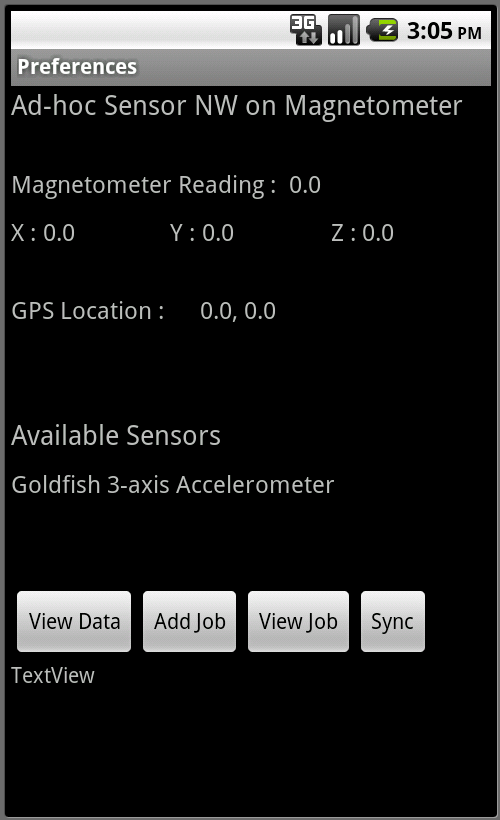 3G 3:05 PM
Preferences
Ad-hoc Sensor NW on Magnetometer
Magnetometer Reading : 0.0
X : 0.0 Y : 0.0 Z : 0.0
GPS Location : 0.0, 0.0
Available Sensors
Goldfish 3-axis Accelerometer
View Data Add Job View Job Sync
TextView